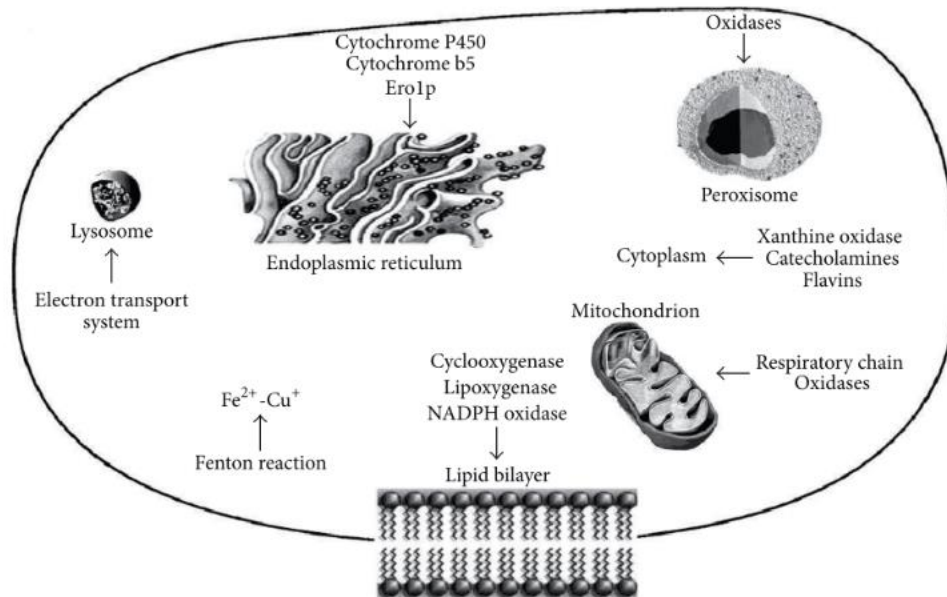 Cytochrome P450
Cytochrome b5
Ero1p
Endoplasmic reticulum
Oxidases
Peroxisome
Lysosome
Electron transport
system
Cytoplasm
Xanthine oxidase
Catecholamines
Flavins
Mitochondrion
Respiratory chain
Oxidases
Cyclooxygenase
Lipoxygenase
NADPH oxidase
Lipid bilayer
Fe²⁺-Cu⁺
Fenton reaction